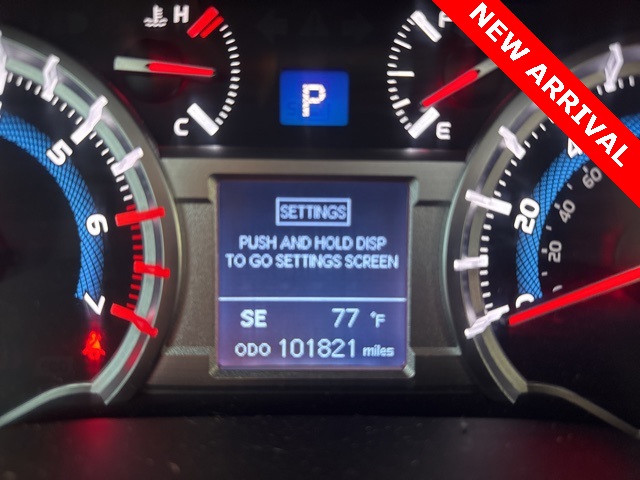 NEW ARRIVAL
H
C
P
F
E
5
6
7
SETTINGS
PUSH AND HOLD DISP
TO GO SETTINGS SCREEN
SE 77 °F
ODO 101821 miles
20
40
60
20